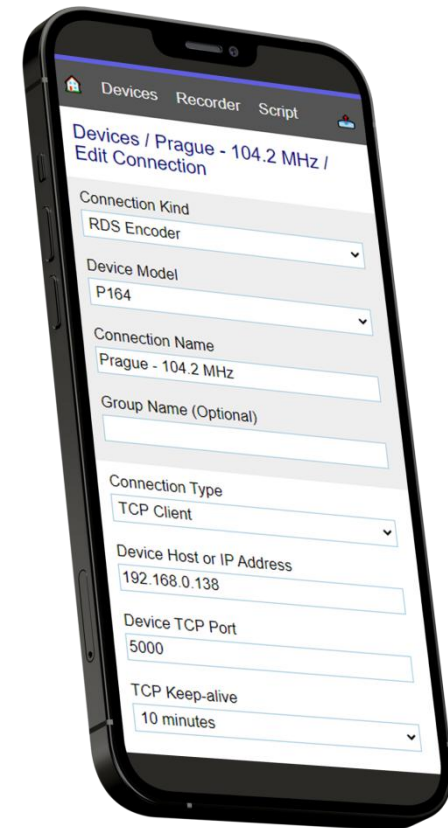 Devices Recorder Script
Devices / Prague - 104.2 MHz /
Edit Connection
Connection Kind
RDS Encoder
Device Model
P164
Connection Name
Prague - 104.2 MHz
Group Name (Optional)
Connection Type
TCP Client
Device Host or IP Address
192.168.0.138
Device TCP Port
5000
TCP Keep-alive
10 minutes